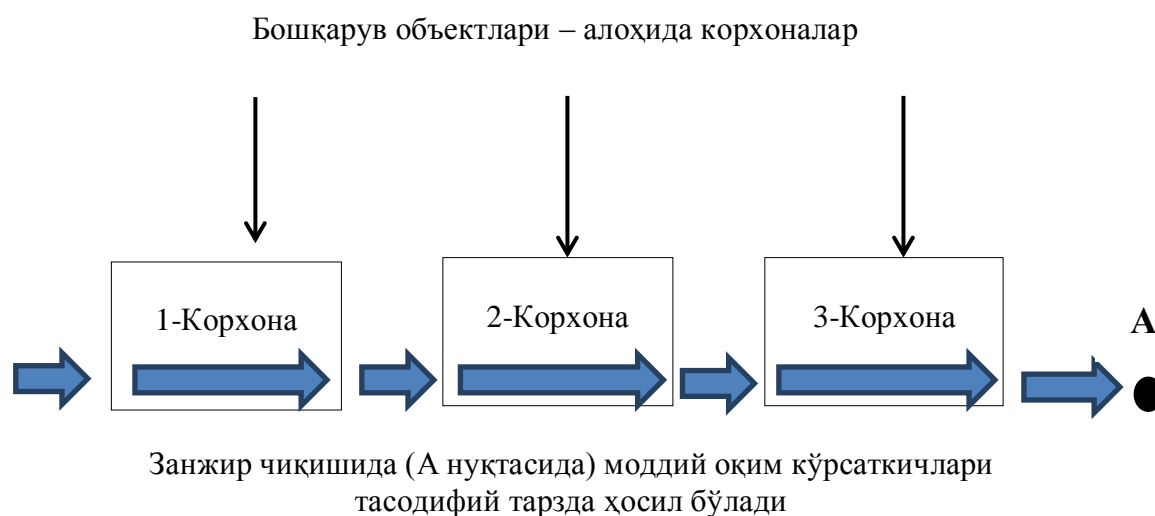 Бошқарув объектлари – алоҳида корхоналар
1-Корхона
2-Корхона
3-Корхона
А
Занжир чиқишида (А нуқтасида) моддий оқим кўрсаткичлари
тасодифий тарзда ҳосил бўлади